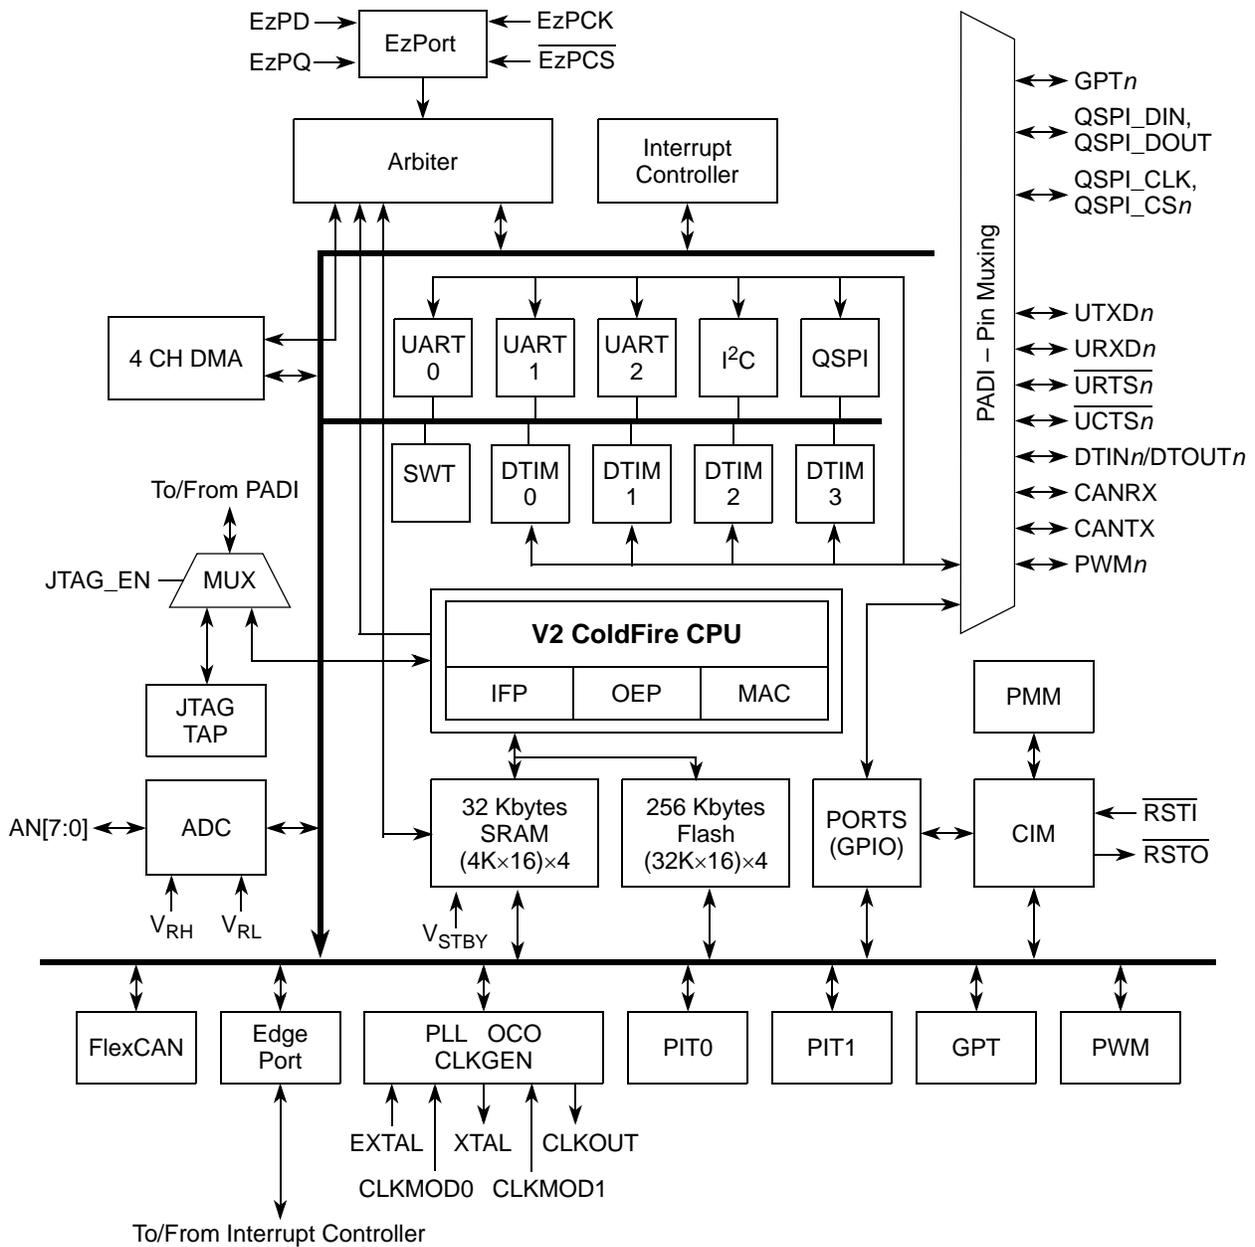 EzPD
EzPQ
EzPort
EzPCK
EzPCS
Arbiter
Interrupt
Controller
GPTn
QSPI_DIN,
QSPI_DOUT
QSPI_CLK,
QSPI_CSn
PADI – Pin Muxing
UTXDn
URXDn
URTSn
UCTSn
DTINn/DTOUTn
CANRX
CANTX
PWMn
4 CH DMA
UART
0
UART
1
UART
2
I²C
QSPI
SWT
DTIM
0
DTIM
1
DTIM
2
DTIM
3
To/From PADI
JTAG_EN
MUX
JTAG
TAP
V2 ColdFire CPU
IFP
OEP
MAC
PMM
AN[7:0]
ADC
VRH
VRL
32 Kbytes
SRAM
(4K×16)×4
VSTBY
256 Kbytes
Flash
(32K×16)×4
PORTS
(GPIO)
CIM
RSTI
RSTO
FlexCAN
Edge
Port
PLL OCO
CLKGEN
PIT0
PIT1
GPT
PWM
EXTAL
XTAL
CLKOUT
CLKMOD0
CLKMOD1
To/From Interrupt Controller